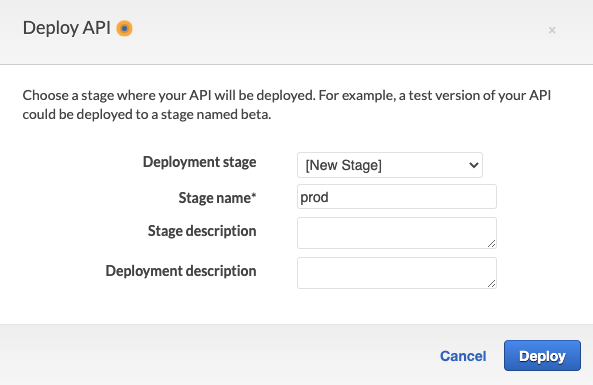 Deploy API
×
Choose a stage where your API will be deployed. For example, a test version of your API
could be deployed to a stage named beta.
Deployment stage [New Stage]
Stage name* prod
Stage description
Deployment description
Cancel Deploy